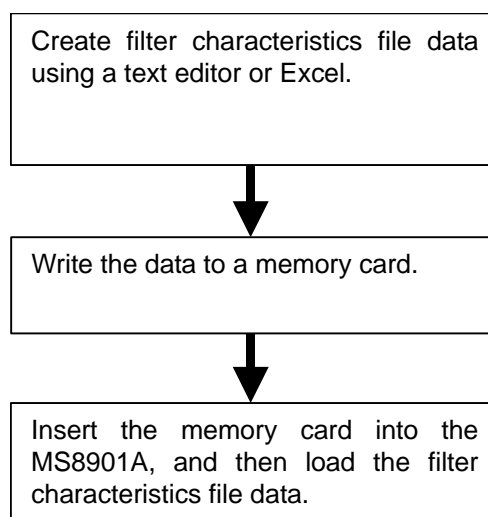 Create filter characteristics file data
using a text editor or Excel.
Write the data to a memory card.
Insert the memory card into the
MS8901A, and then load the filter
characteristics file data.